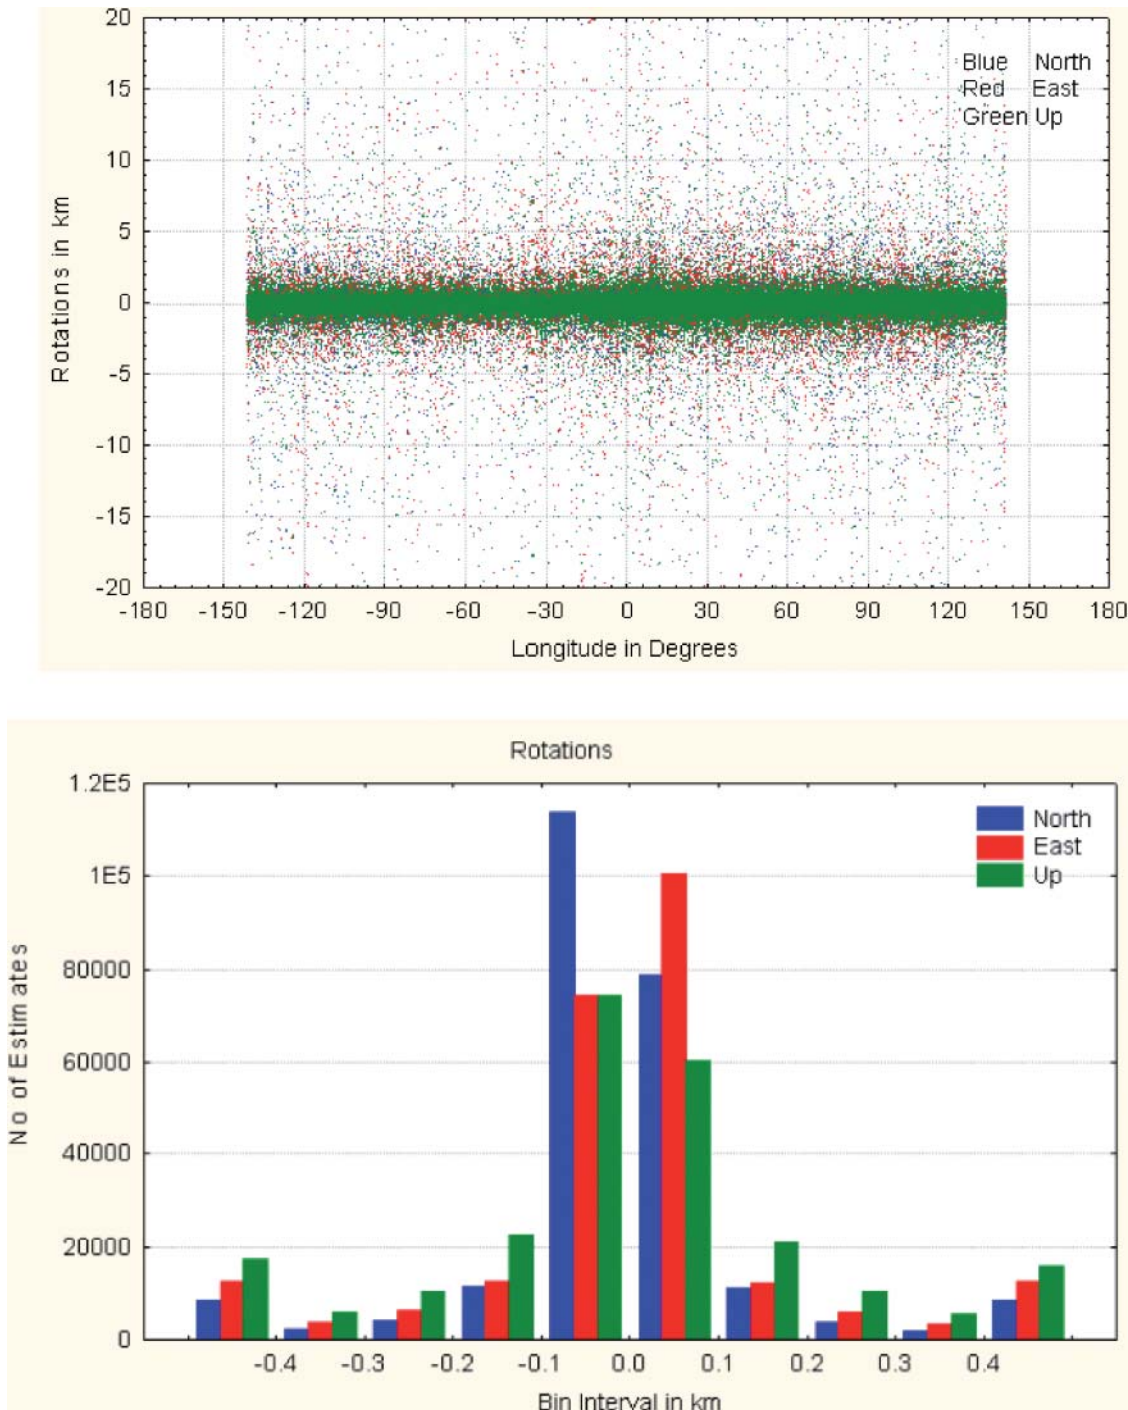 20
15
10
5
0
-5
-10
-15
-20
Rotations in km
Blue North
Red East
Green Up
-180 -150 -120 -90 -60 -30 0 30 60 90 120 150 180
Longitude in Degrees
Rotations
1.2E5
1E5
80000
60000
40000
20000
0
No of Estimates
North
East
Up
-0.4 -0.3 -0.2 -0.1 0.0 0.1 0.2 0.3 0.4
Bin Interval in km